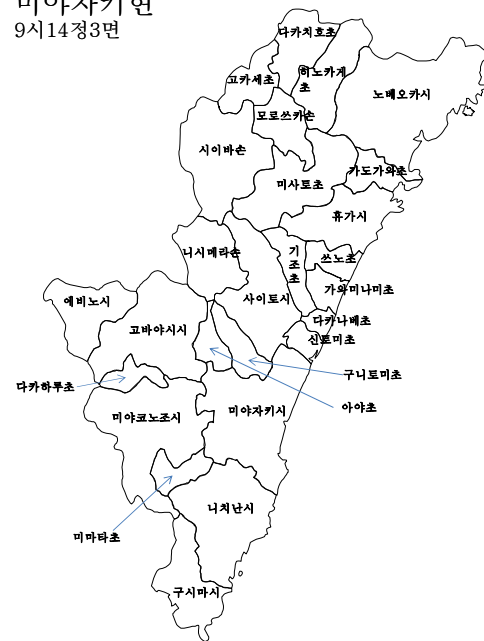 미야자키현
9시14정3면
다카치호초
히노카게
초
고카세초
노베오카시
모로쓰카손
시이바손
미사토초
카도가와초
휴가시
니시메라손
기
조
초
쓰노초
에비노시
사이토시
가와미나미초
고바야시시
다카나베초
신토미초
구니토미초
다카하루초
아야초
미야코노조시
미야자키시
니치난시
미마타초
구시마시